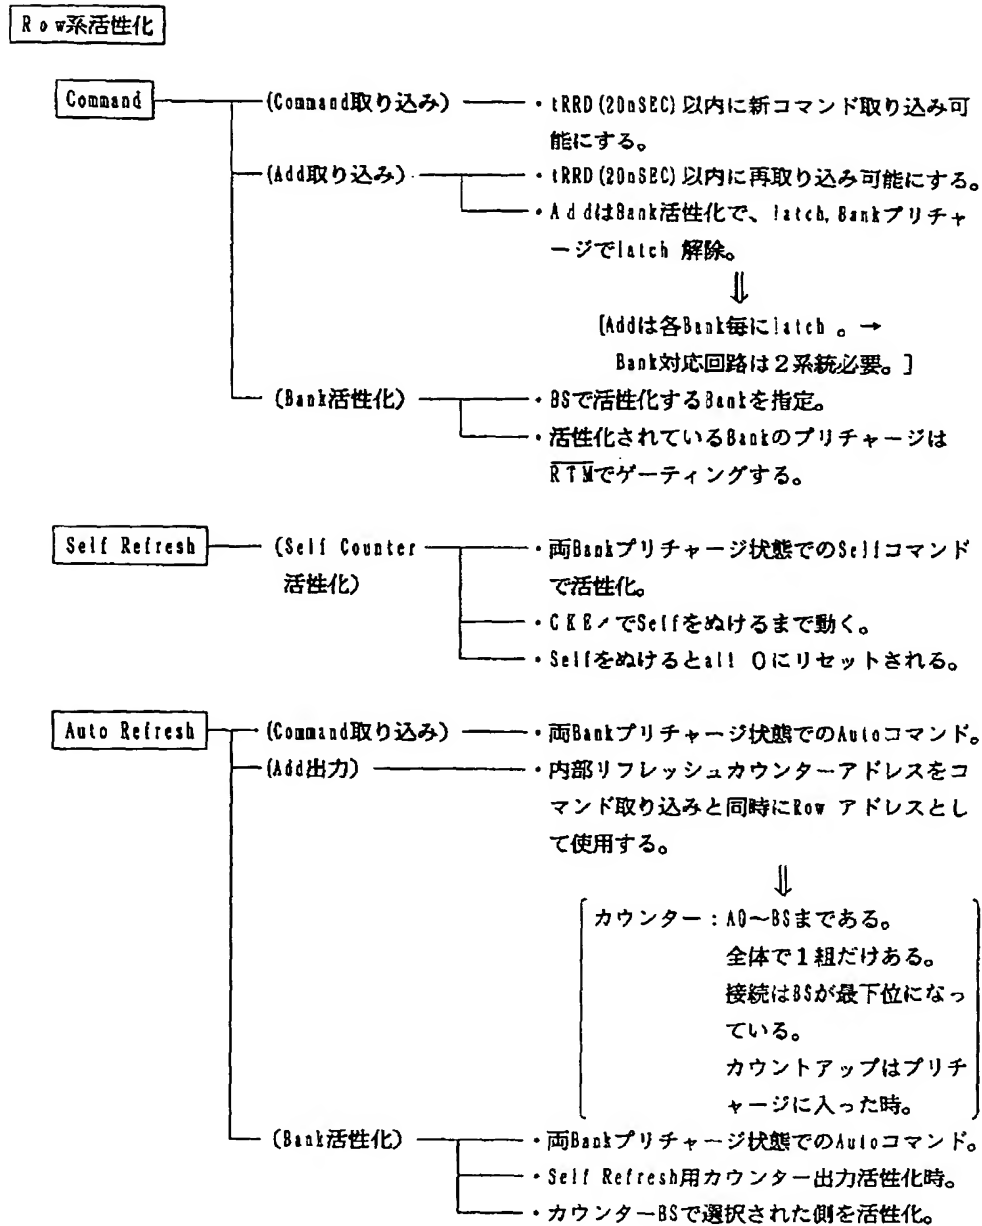 Row系活性化
Command (Command取り込み) ・tRRD(20nSEC)以内に新コマンド取り込み可
能にする。
(Add取り込み) ・tRRD(20nSEC)以内に再取り込み可能にする。
・AddはBank活性化で、latch, Bankプリチャ
ージでlatch 解除。
⇓
[Addは各Bank毎にlatch 。→
Bank対応回路は2系統必要。]
(Bank活性化) ・BSで活性化するBankを指定。
・活性化されているBankのプリチャージは
R̅T̅M̅でゲーティングする。
Self Refresh (Self Counter ・両Bankプリチャージ状態でのSelfコマンド
活性化) で活性化。
・CKE↗でSelfをぬけるまで動く。
・Selfをぬけるとall 0にリセットされる。
Auto Refresh (Command取り込み) ・両Bankプリチャージ状態でのAutoコマンド。
(Add出力) ・内部リフレッシュカウンターアドレスをコ
マンド取り込みと同時にRow アドレスとし
て使用する。
⇓
カウンター：A0～BSまである。
全体で1組だけある。
接続はBSが最下位になっ
ている。
カウントアップはプリチ
ャージに入った時。
(Bank活性化) ・両Bankプリチャージ状態でのAutoコマンド。
・Self Refresh用カウンター出力活性化時。
・カウンターBSで選択された側を活性化。